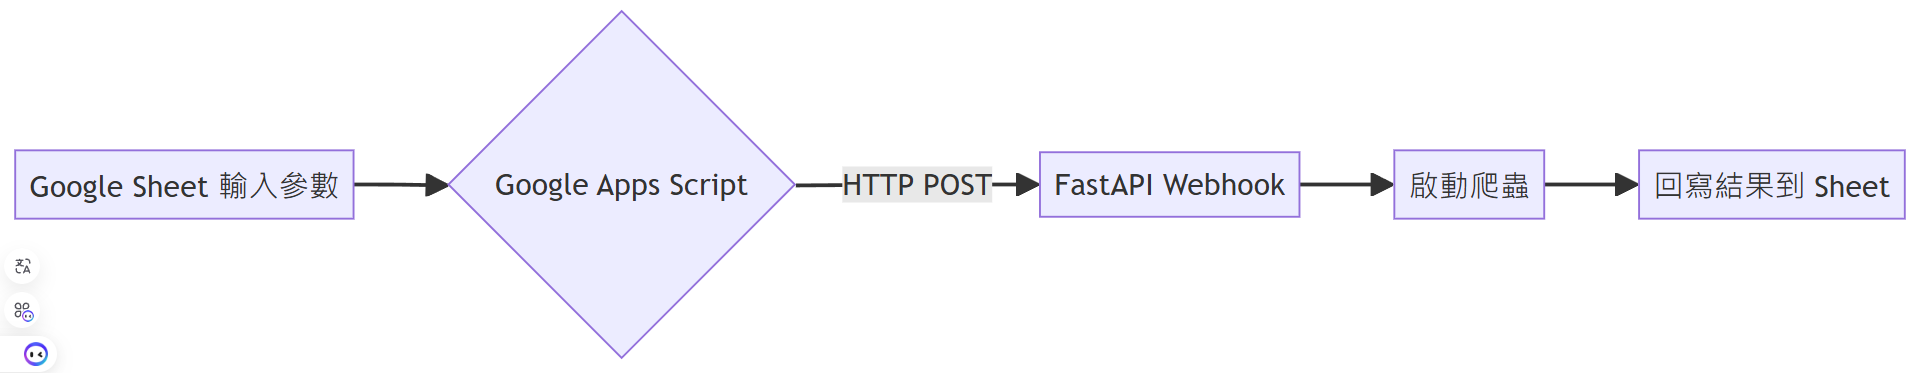 Google Sheet 輸入參數
Google Apps Script
HTTP POST
FastAPI Webhook
啟動爬蟲
回寫結果到 Sheet